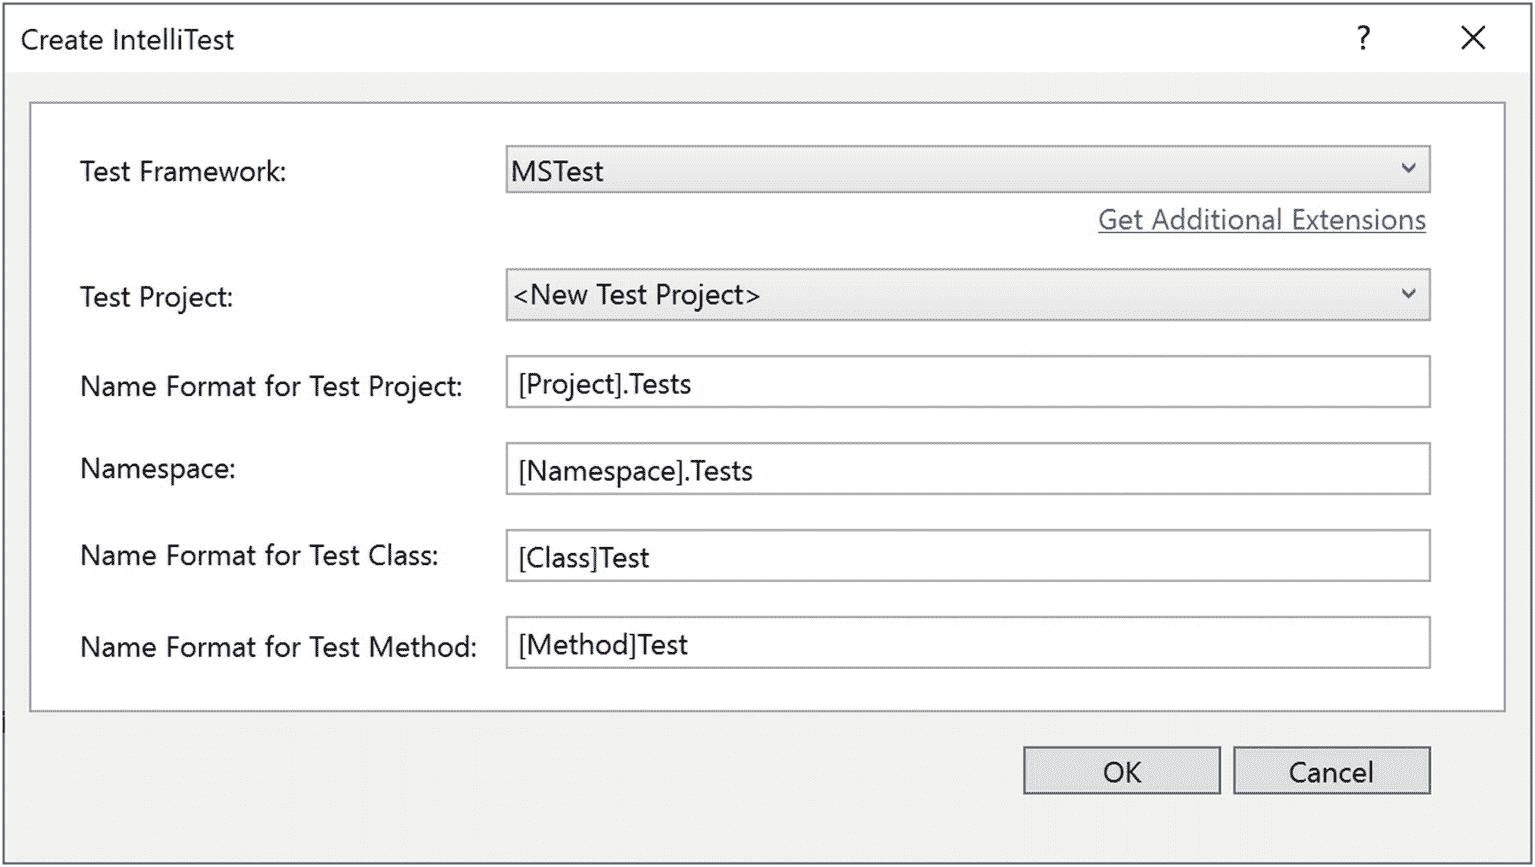 Create IntelliTest
?
Test Framework:
MSTest
Get Additional Extensions
Test Project:
<New Test Project>
Name Format for Test Project:
[Project].Tests
Namespace:
[Namespace].Tests
Name Format for Test Class:
[Class]Test
Name Format for Test Method:
[Method]Test
OK
Cancel